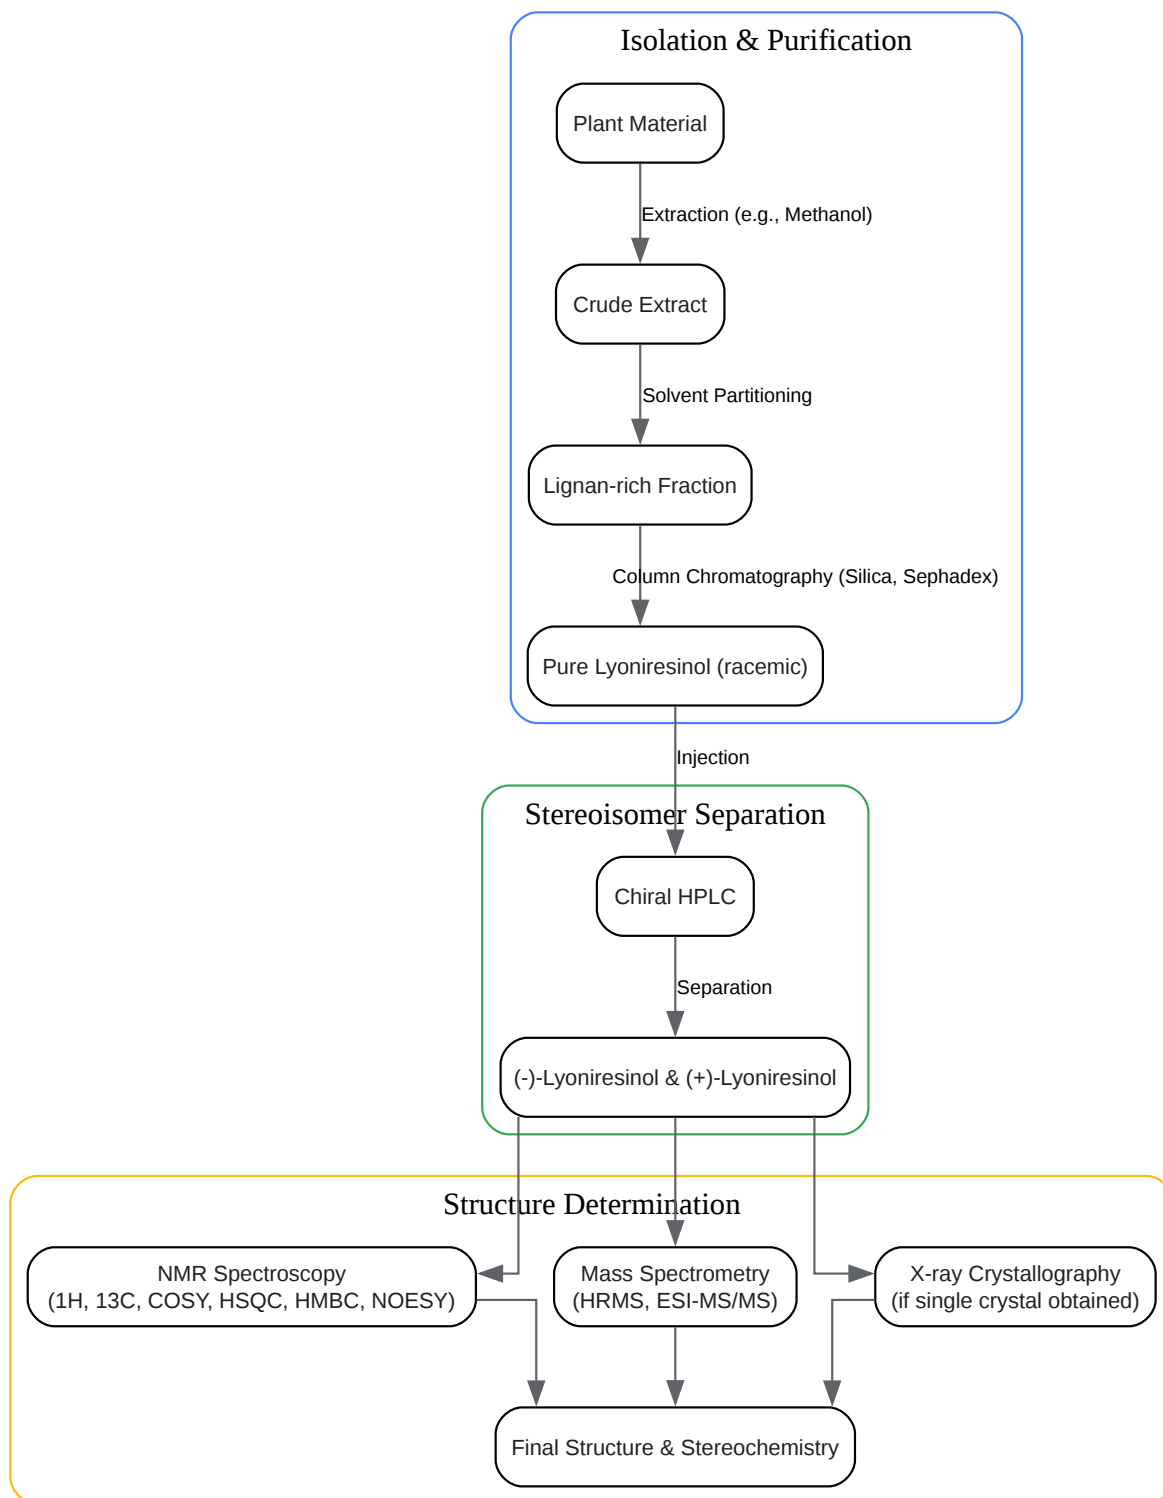 Isolation & Purification
Plant Material
Extraction (e.g., Methanol)
Crude Extract
Solvent Partitioning
Lignan-rich Fraction
Column Chromatography (Silica, Sephadex)
Pure Lyoniresinol (racemic)
Injection
Stereoisomer Separation
Chiral HPLC
Separation
(-)-Lyoniresinol & (+)-Lyoniresinol
Structure Determination
NMR Spectroscopy
(1H, 13C, COSY, HSQC, HMBC, NOESY)
Mass Spectrometry
(HRMS, ESI-MS/MS)
X-ray Crystallography
(if single crystal obtained)
Final Structure & Stereochemistry